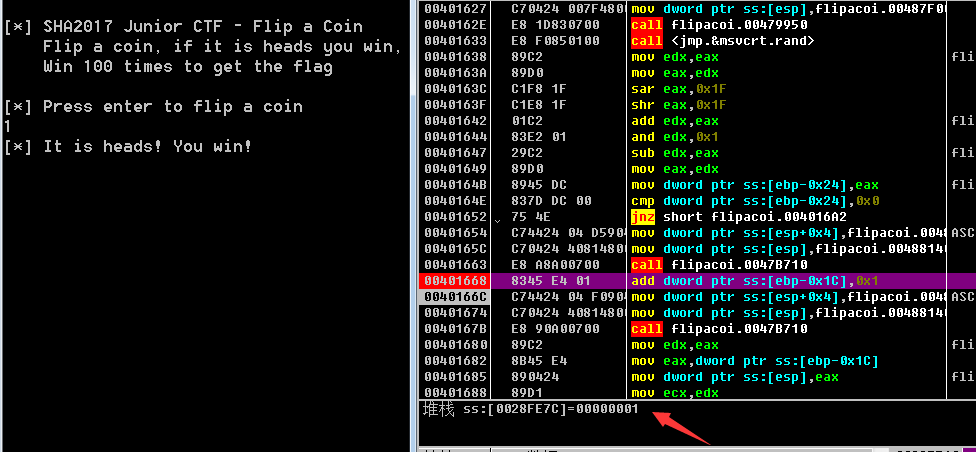 [*] SHA2017 Junior CTF - Flip a Coin
Flip a coin, if it is heads you win,
Win 100 times to get the flag
[*] Press enter to flip a coin
1
[*] It is heads! You win!
00401627 C70424 007F480 mov dword ptr ss:[esp],flipacoi.00487F0
0040162E E8 1D830700 call flipacoi.00479950
00401633 E8 F0850100 call <jmp.&msvcrt.rand>
00401638 89C2 mov edx,eax fli
0040163A 89D0 mov eax,edx
0040163C C1F8 1F sar eax,0x1F
0040163F C1E8 1F shr eax,0x1F
00401642 01C2 add edx,eax fli
00401644 83E2 01 and edx,0x1
00401647 29C2 sub edx,eax fli
00401649 89D0 mov eax,edx
0040164B 8945 DC mov dword ptr ss:[ebp-0x24],eax fli
0040164E 837D DC 00 cmp dword ptr ss:[ebp-0x24],0x0
00401652 75 4E jnz short flipacoi.004016A2
00401654 C74424 04 D590 mov dword ptr ss:[esp+0x4],flipacoi.0048 ASC
0040165C C70424 4081480 mov dword ptr ss:[esp],flipacoi.0048814
00401663 E8 A8A00700 call flipacoi.0047B710
00401668 8345 E4 01 add dword ptr ss:[ebp-0x1C],0x1
0040166C C74424 04 F090 mov dword ptr ss:[esp+0x4],flipacoi.0048 ASC
00401674 C70424 4081480 mov dword ptr ss:[esp],flipacoi.0048814
0040167B E8 90A00700 call flipacoi.0047B710
00401680 89C2 mov edx,eax fli
00401682 8B45 E4 mov eax,dword ptr ss:[ebp-0x1C]
00401685 890424 mov dword ptr ss:[esp],eax fli
00401688 89D1 mov ecx,edx
堆栈 ss:[0028FE7C]=00000001